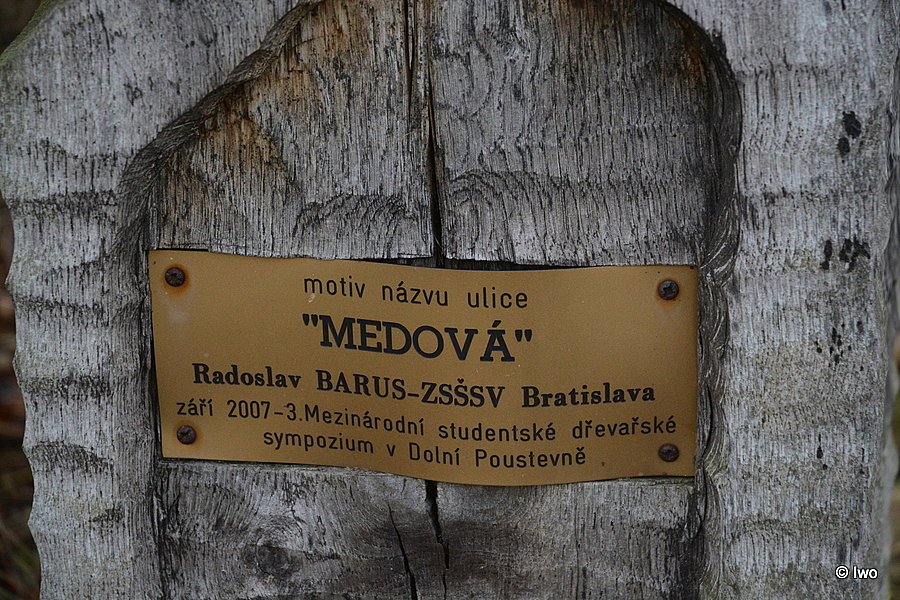 motiv názvu ulice
"MEDOVÁ"
Radoslav BARUS-ZSŠSV Bratislava
září 2007-3.Mezinárodní studentské dřevařské
sympozium v Dolní Poustevně
© Iwo